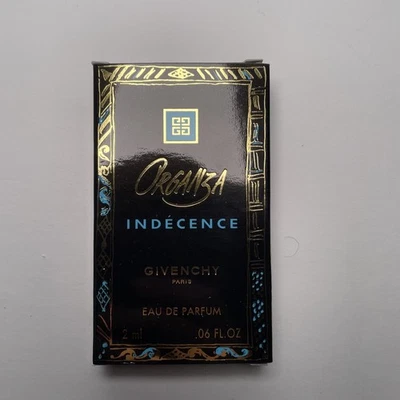 ORGANZA
INDÉCENCE
GIVENCHY
PARIS
EAU DE PARFUM
2 ml .06 FL.OZ